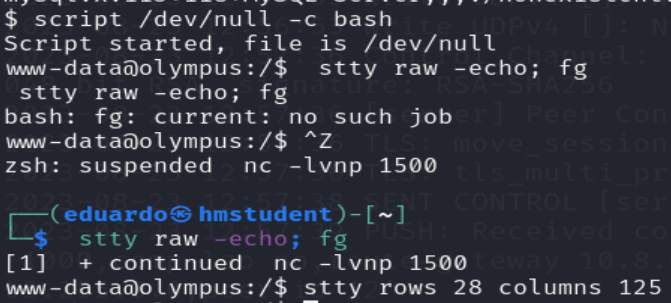 $ script /dev/null -c bash
Script started, file is /dev/null
www-data@olympus:/$  stty raw -echo; fg
 stty raw -echo; fg
bash: fg: current: no such job
www-data@olympus:/$ ^Z
zsh: suspended  nc -lvnp 1500
┌──(eduardo㉿hmstudent)-[~]
└─$  stty raw -echo; fg
[1]  + continued  nc -lvnp 1500
www-data@olympus:/$ stty rows 28 columns 125